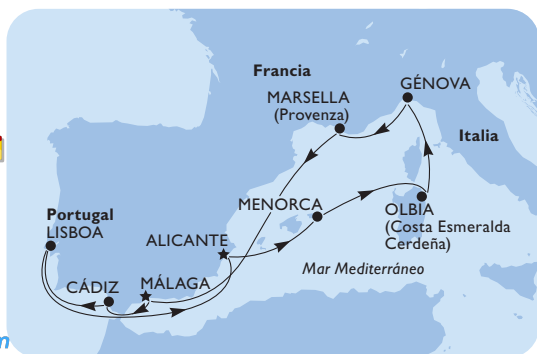 Francia
MARSELLA
(Provenza)
GÉNOVA
Italia
MENORCA
OLBIA
(Costa Esmeralda
Cerdeña)
Portugal
LISBOA
ALICANTE
Mar Mediterráneo
CÁDIZ
MÁLAGA